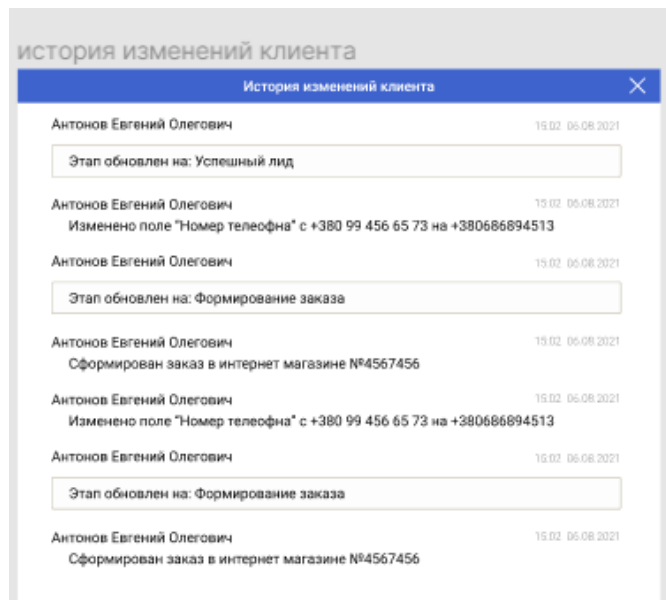 история изменений клиента
История изменений клиента
Антонов Евгений Олегович 15:02 06.08.2021
Этап обновлен на: Успешный лид
Антонов Евгений Олегович 15:02 06.08.2021
Изменено поле "Номер телеофна" с +380 99 456 65 73 на +380686894513
Антонов Евгений Олегович 15:02 06.08.2021
Этап обновлен на: Формирование заказа
Антонов Евгений Олегович 15:02 06.08.2021
Сформирован заказ в интернет магазине №4567456
Антонов Евгений Олегович 15:02 06.08.2021
Изменено поле "Номер телеофна" с +380 99 456 65 73 на +380686894513
Антонов Евгений Олегович 15:02 06.08.2021
Этап обновлен на: Формирование заказа
Антонов Евгений Олегович 15:02 06.08.2021
Сформирован заказ в интернет магазине №4567456